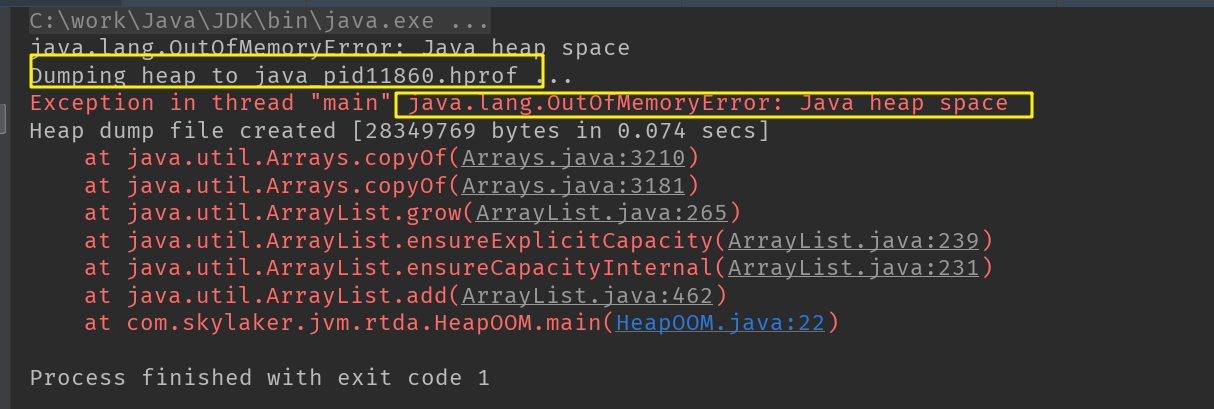 C:\work\Java\JDK\bin\java.exe ...
java.lang.OutOfMemoryError: Java heap space
Dumping heap to java_pid11860.hprof ...
Exception in thread "main" java.lang.OutOfMemoryError: Java heap space
Heap dump file created [28349769 bytes in 0.074 secs]
    at java.util.Arrays.copyOf(Arrays.java:3210)
    at java.util.Arrays.copyOf(Arrays.java:3181)
    at java.util.ArrayList.grow(ArrayList.java:265)
    at java.util.ArrayList.ensureExplicitCapacity(ArrayList.java:239)
    at java.util.ArrayList.ensureCapacityInternal(ArrayList.java:231)
    at java.util.ArrayList.add(ArrayList.java:462)
    at com.skylaker.jvm.rtda.HeapOOM.main(HeapOOM.java:22)
Process finished with exit code 1